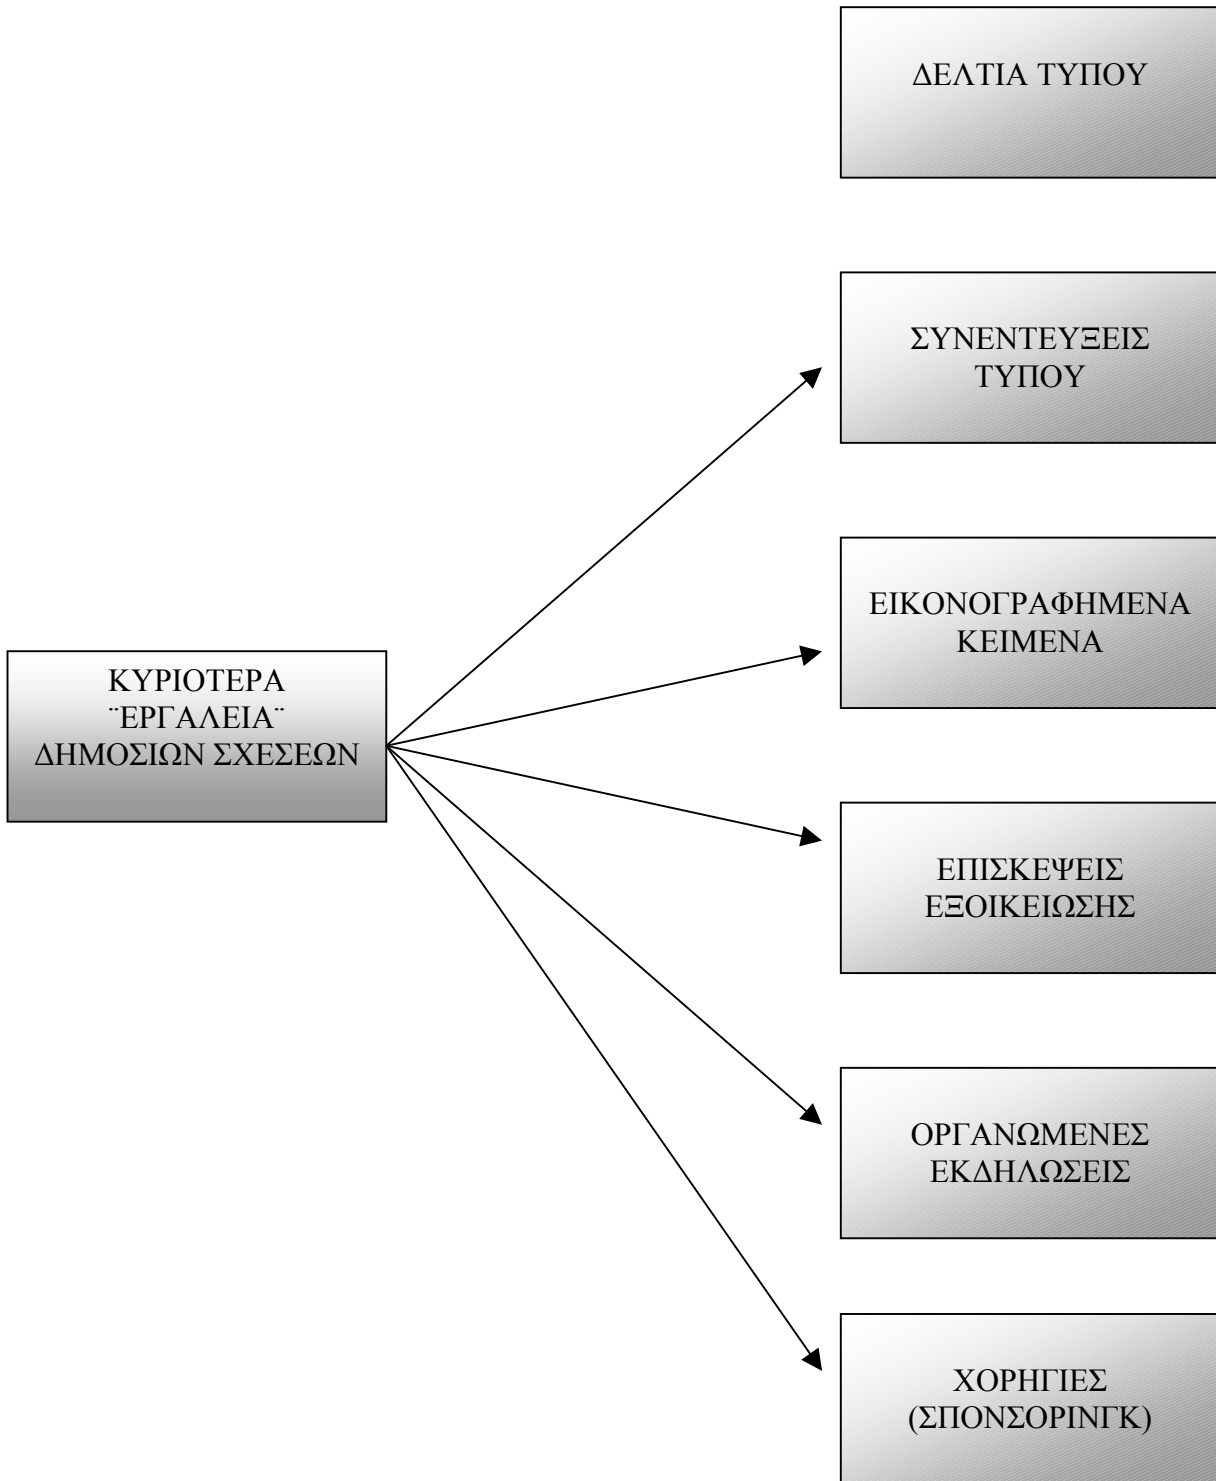 ΔΕΛΤΙΑ ΤΥΠΟΥ
ΣΥΝΕΝΤΕΥΞΕΙΣ
ΤΥΠΟΥ
ΕΙΚΟΝΟΓΡΑΦΗΜΕΝΑ
ΚΕΙΜΕΝΑ
ΚΥΡΙΟΤΕΡΑ
¨ΕΡΓΑΛΕΙΑ¨
ΔΗΜΟΣΙΩΝ ΣΧΕΣΕΩΝ
ΕΠΙΣΚΕΨΕΙΣ
ΕΞΟΙΚΕΙΩΣΗΣ
ΟΡΓΑΝΩΜΕΝΕΣ
ΕΚΔΗΛΩΣΕΙΣ
ΧΟΡΗΓΙΕΣ
(ΣΠΟΝΣΟΡΙΝΓΚ)